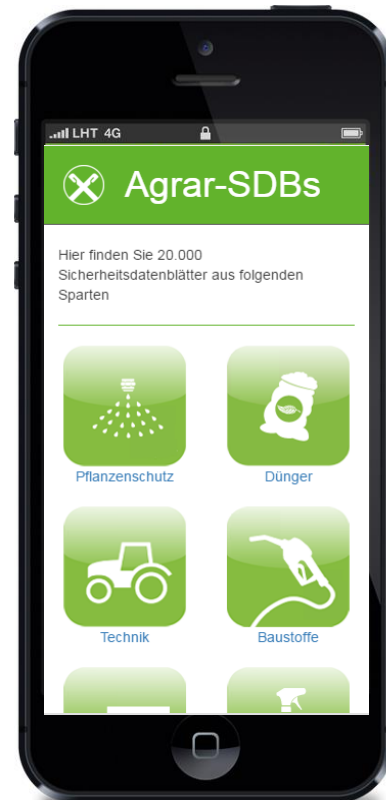 LHT 4G
Agrar-SDBs
Hier finden Sie 20.000
Sicherheitsdatenblätter aus folgenden
Sparten
Pflanzenschutz
Dünger
Technik
Baustoffe